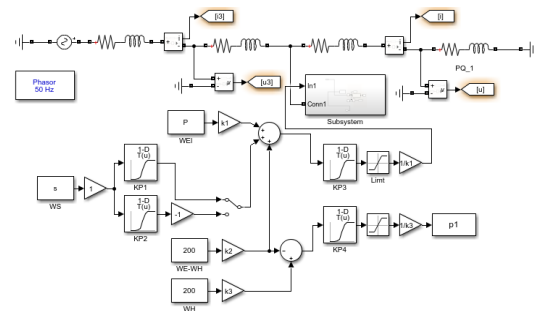 [i3]
[i]
[u3]
[u]
PQ_1
Phasor
50 Hz
In1
Conn1
Subsystem
P
k1
WEI
1-D
T(u)
KP1
s
WS
1
1-D
T(u)
KP2
-1
1-D
T(u)
KP3
Limt
1/k1
200
k2
WE-WH
200
k3
WH
1-D
T(u)
KP4
1/k3
p1